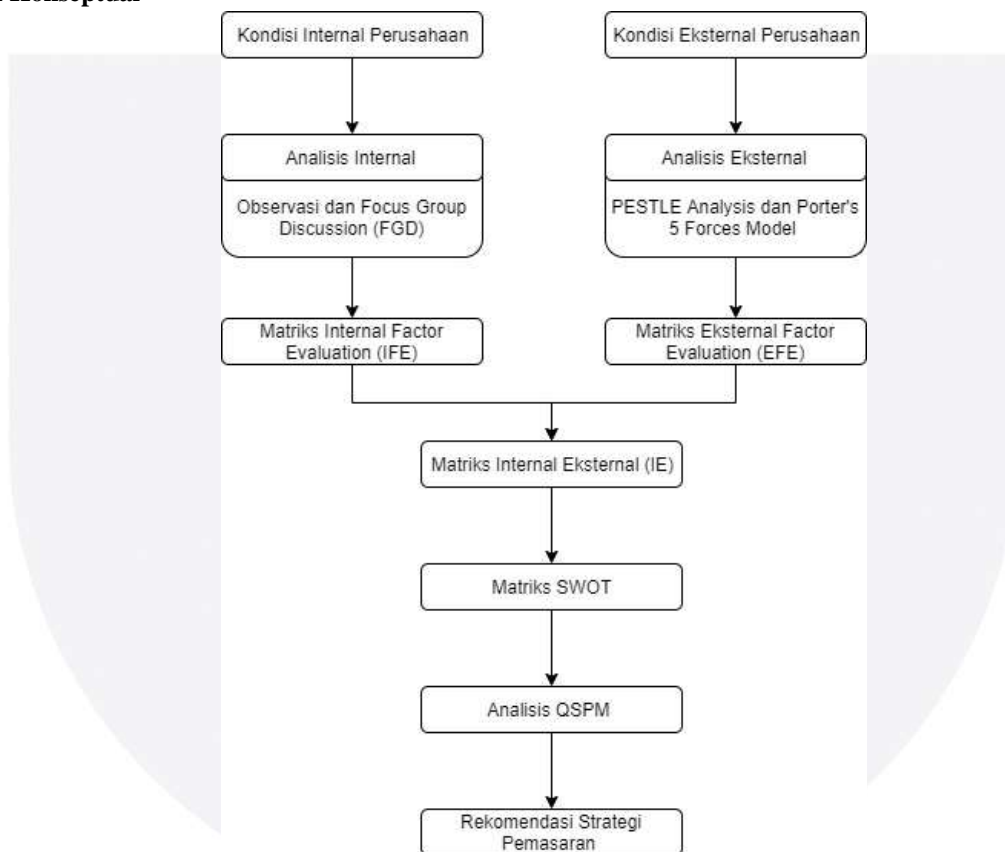 Konseptual
Kondisi Internal Perusahaan
Kondisi Eksternal Perusahaan
Analisis Internal
Analisis Eksternal
Observasi dan Focus Group
Discussion (FGD)
PESTLE Analysis dan Porter's
5 Forces Model
Matriks Internal Factor
Evaluation (IFE)
Matriks Eksternal Factor
Evaluation (EFE)
Matriks Internal Eksternal (IE)
Matriks SWOT
Analisis QSPM
Rekomendasi Strategi
Pemasaran